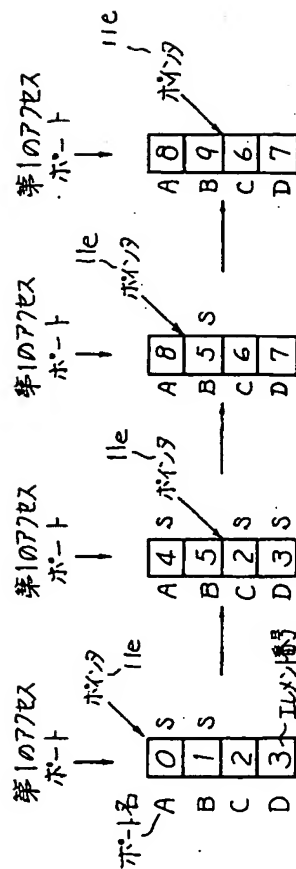 第1のアクセス
ポート
ポインタ
11e
ポート名
A 0 S
B 1 S
C 2
D 3
エレメント番号
第1のアクセス
ポート
11e
ポインタ
A 4 S
B 5
C 2 S
D 3 S
第1のアクセス
ポート
11e
ポインタ
A 8
B 5 S
C 6
D 7
第1のアクセス
ポート
11e
ポインタ
A 8
B 9
C 6
D 7